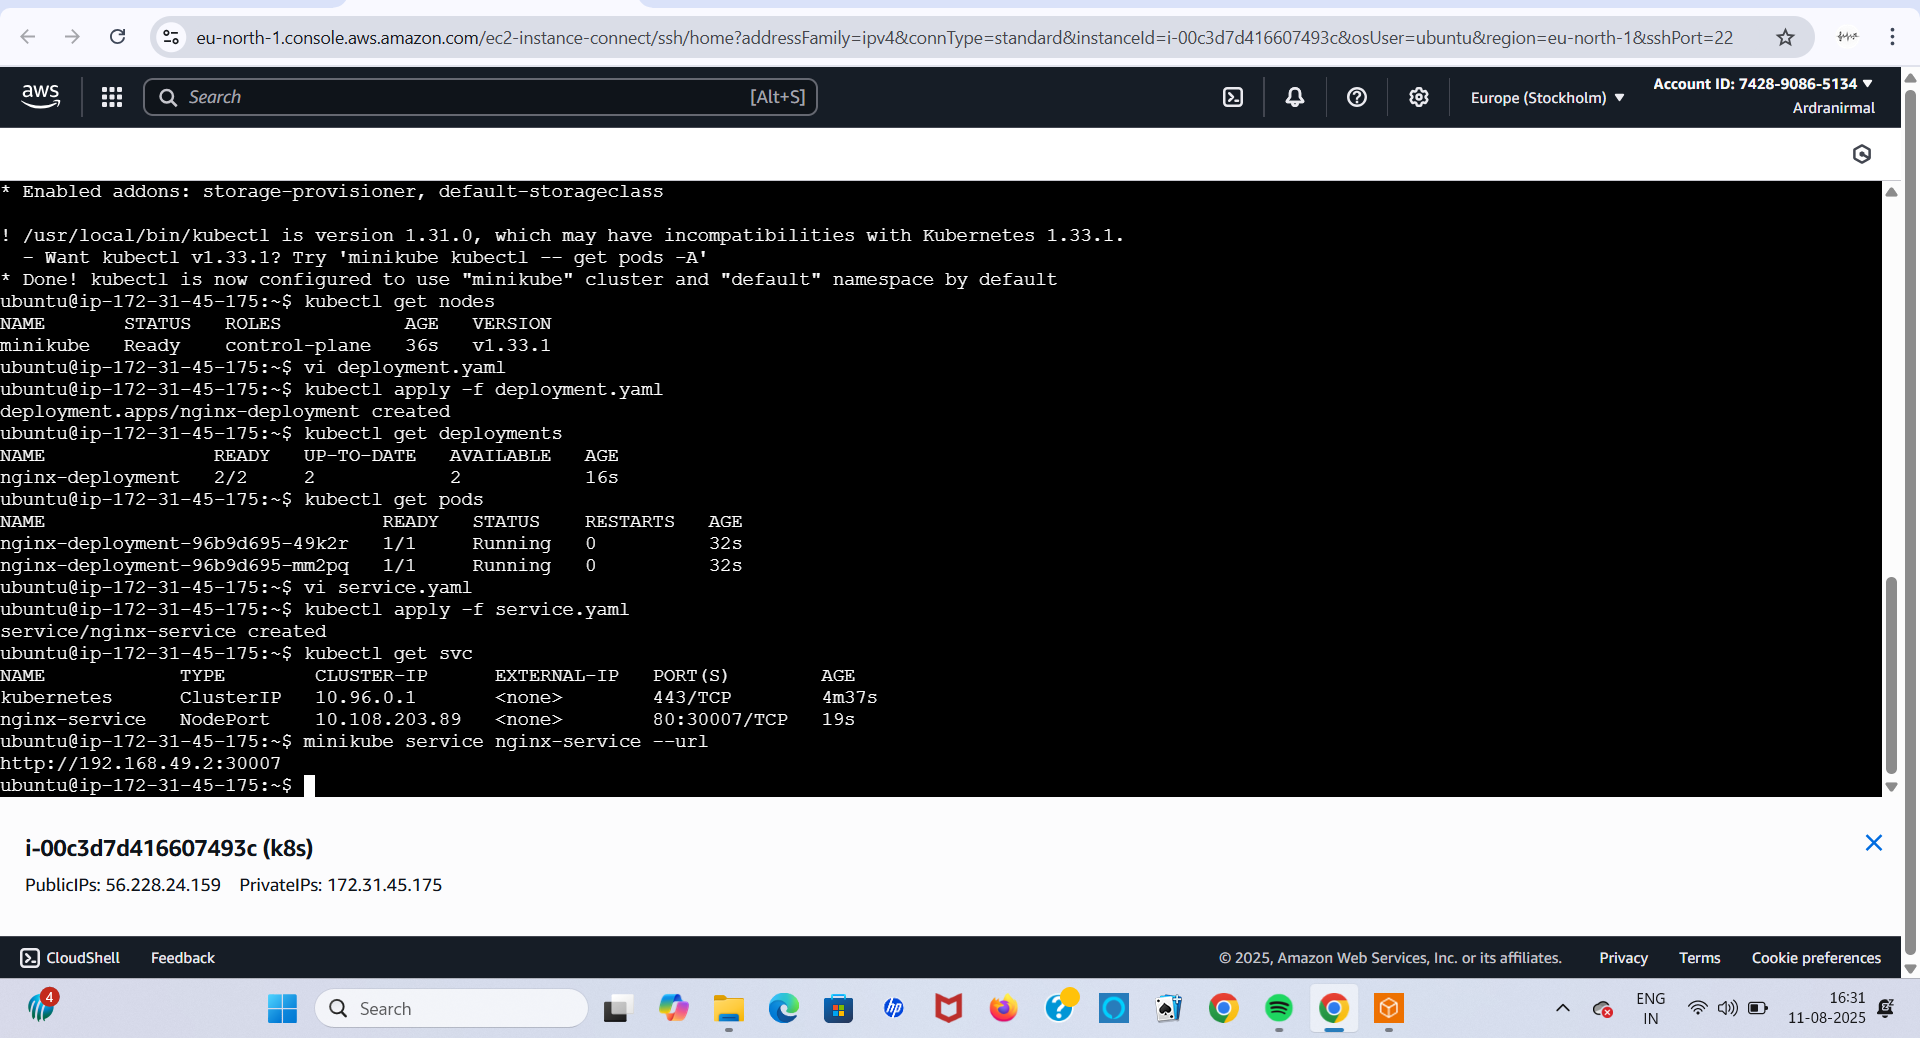 eu-north-1.console.aws.amazon.com/ec2-instance-connect/ssh/home?addressFamily=ipv4&connType=standard&instanceId=i-00c3d7d416607493c&osUser=ubuntu&region=eu-north-1&sshPort=22
aws
Search
[Alt+S]
Europe (Stockholm)
Account ID: 7428-9086-5134
Ardranirmal
* Enabled addons: storage-provisioner, default-storageclass
! /usr/local/bin/kubectl is version 1.31.0, which may have incompatibilities with Kubernetes 1.33.1.
- Want kubectl v1.33.1? Try 'minikube kubectl -- get pods -A'
* Done! kubectl is now configured to use "minikube" cluster and "default" namespace by default
ubuntu@ip-172-31-45-175:~$ kubectl get nodes
NAME STATUS ROLES AGE VERSION
minikube Ready control-plane 36s v1.33.1
ubuntu@ip-172-31-45-175:~$ vi deployment.yaml
ubuntu@ip-172-31-45-175:~$ kubectl apply -f deployment.yaml
deployment.apps/nginx-deployment created
ubuntu@ip-172-31-45-175:~$ kubectl get deployments
NAME READY UP-TO-DATE AVAILABLE AGE
nginx-deployment 2/2 2 2 16s
ubuntu@ip-172-31-45-175:~$ kubectl get pods
NAME READY STATUS RESTARTS AGE
nginx-deployment-96b9d695-49k2r 1/1 Running 0 32s
nginx-deployment-96b9d695-mm2pq 1/1 Running 0 32s
ubuntu@ip-172-31-45-175:~$ vi service.yaml
ubuntu@ip-172-31-45-175:~$ kubectl apply -f service.yaml
service/nginx-service created
ubuntu@ip-172-31-45-175:~$ kubectl get svc
NAME TYPE CLUSTER-IP EXTERNAL-IP PORT(S) AGE
kubernetes ClusterIP 10.96.0.1 <none> 443/TCP 4m37s
nginx-service NodePort 10.108.203.89 <none> 80:30007/TCP 19s
ubuntu@ip-172-31-45-175:~$ minikube service nginx-service --url
http://192.168.49.2:30007
ubuntu@ip-172-31-45-175:~$
i-00c3d7d416607493c (k8s)
PublicIPs: 56.228.24.159 PrivateIPs: 172.31.45.175
CloudShell Feedback
© 2025, Amazon Web Services, Inc. or its affiliates. Privacy Terms Cookie preferences
4
Search
hp
ENG
IN
16:31
11-08-2025